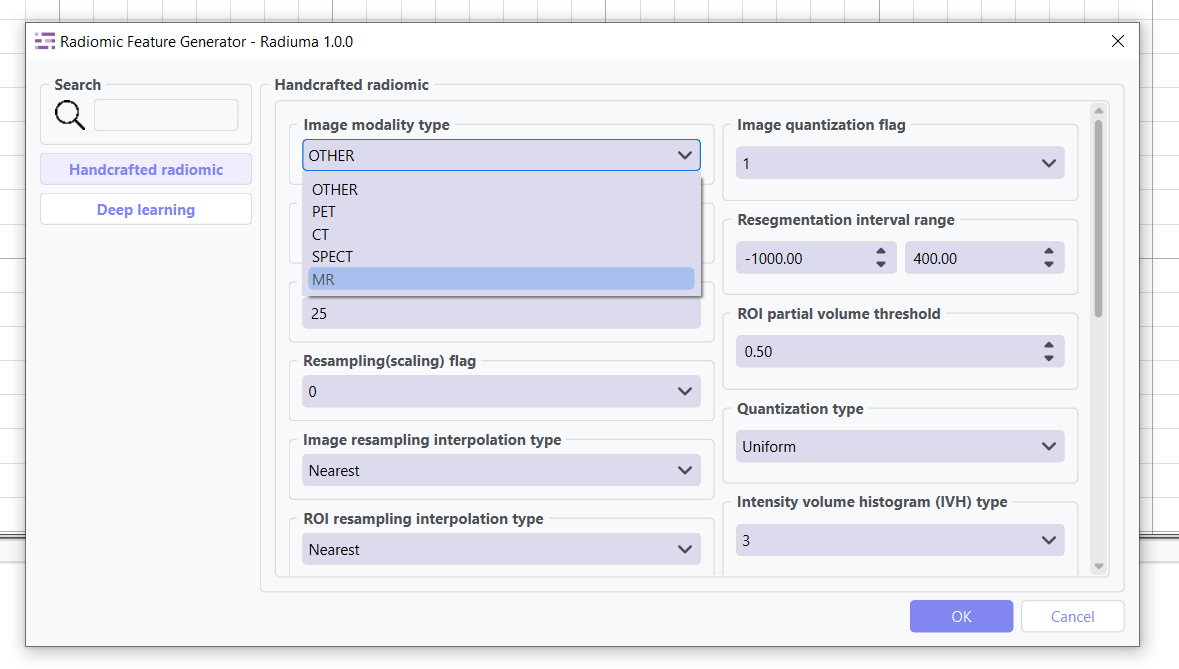 Radiomic Feature Generator - Radiuma 1.0.0
Search
Handcrafted radiomic
Deep learning
Handcrafted radiomic
Image modality type
OTHER
OTHER
PET
CT
SPECT
MR
25
Resampling(scaling) flag
0
Image resampling interpolation type
Nearest
ROI resampling interpolation type
Nearest
Image quantization flag
1
Resegmentation interval range
-1000.00 400.00
ROI partial volume threshold
0.50
Quantization type
Uniform
Intensity volume histogram (IVH) type
3
OK Cancel